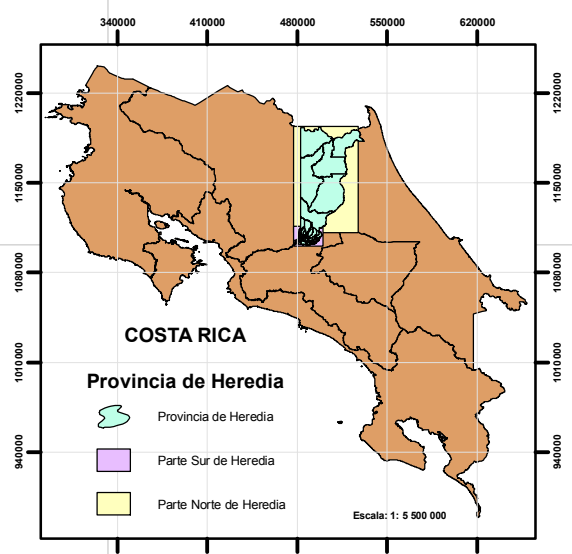 340000 410000 480000 550000 620000
1220000 1220000
1150000 1150000
1080000 1080000
1010000 1010000
940000 940000
COSTA RICA
Provincia de Heredia
Provincia de Heredia
Parte Sur de Heredia
Parte Norte de Heredia
Escala: 1: 5 500 000